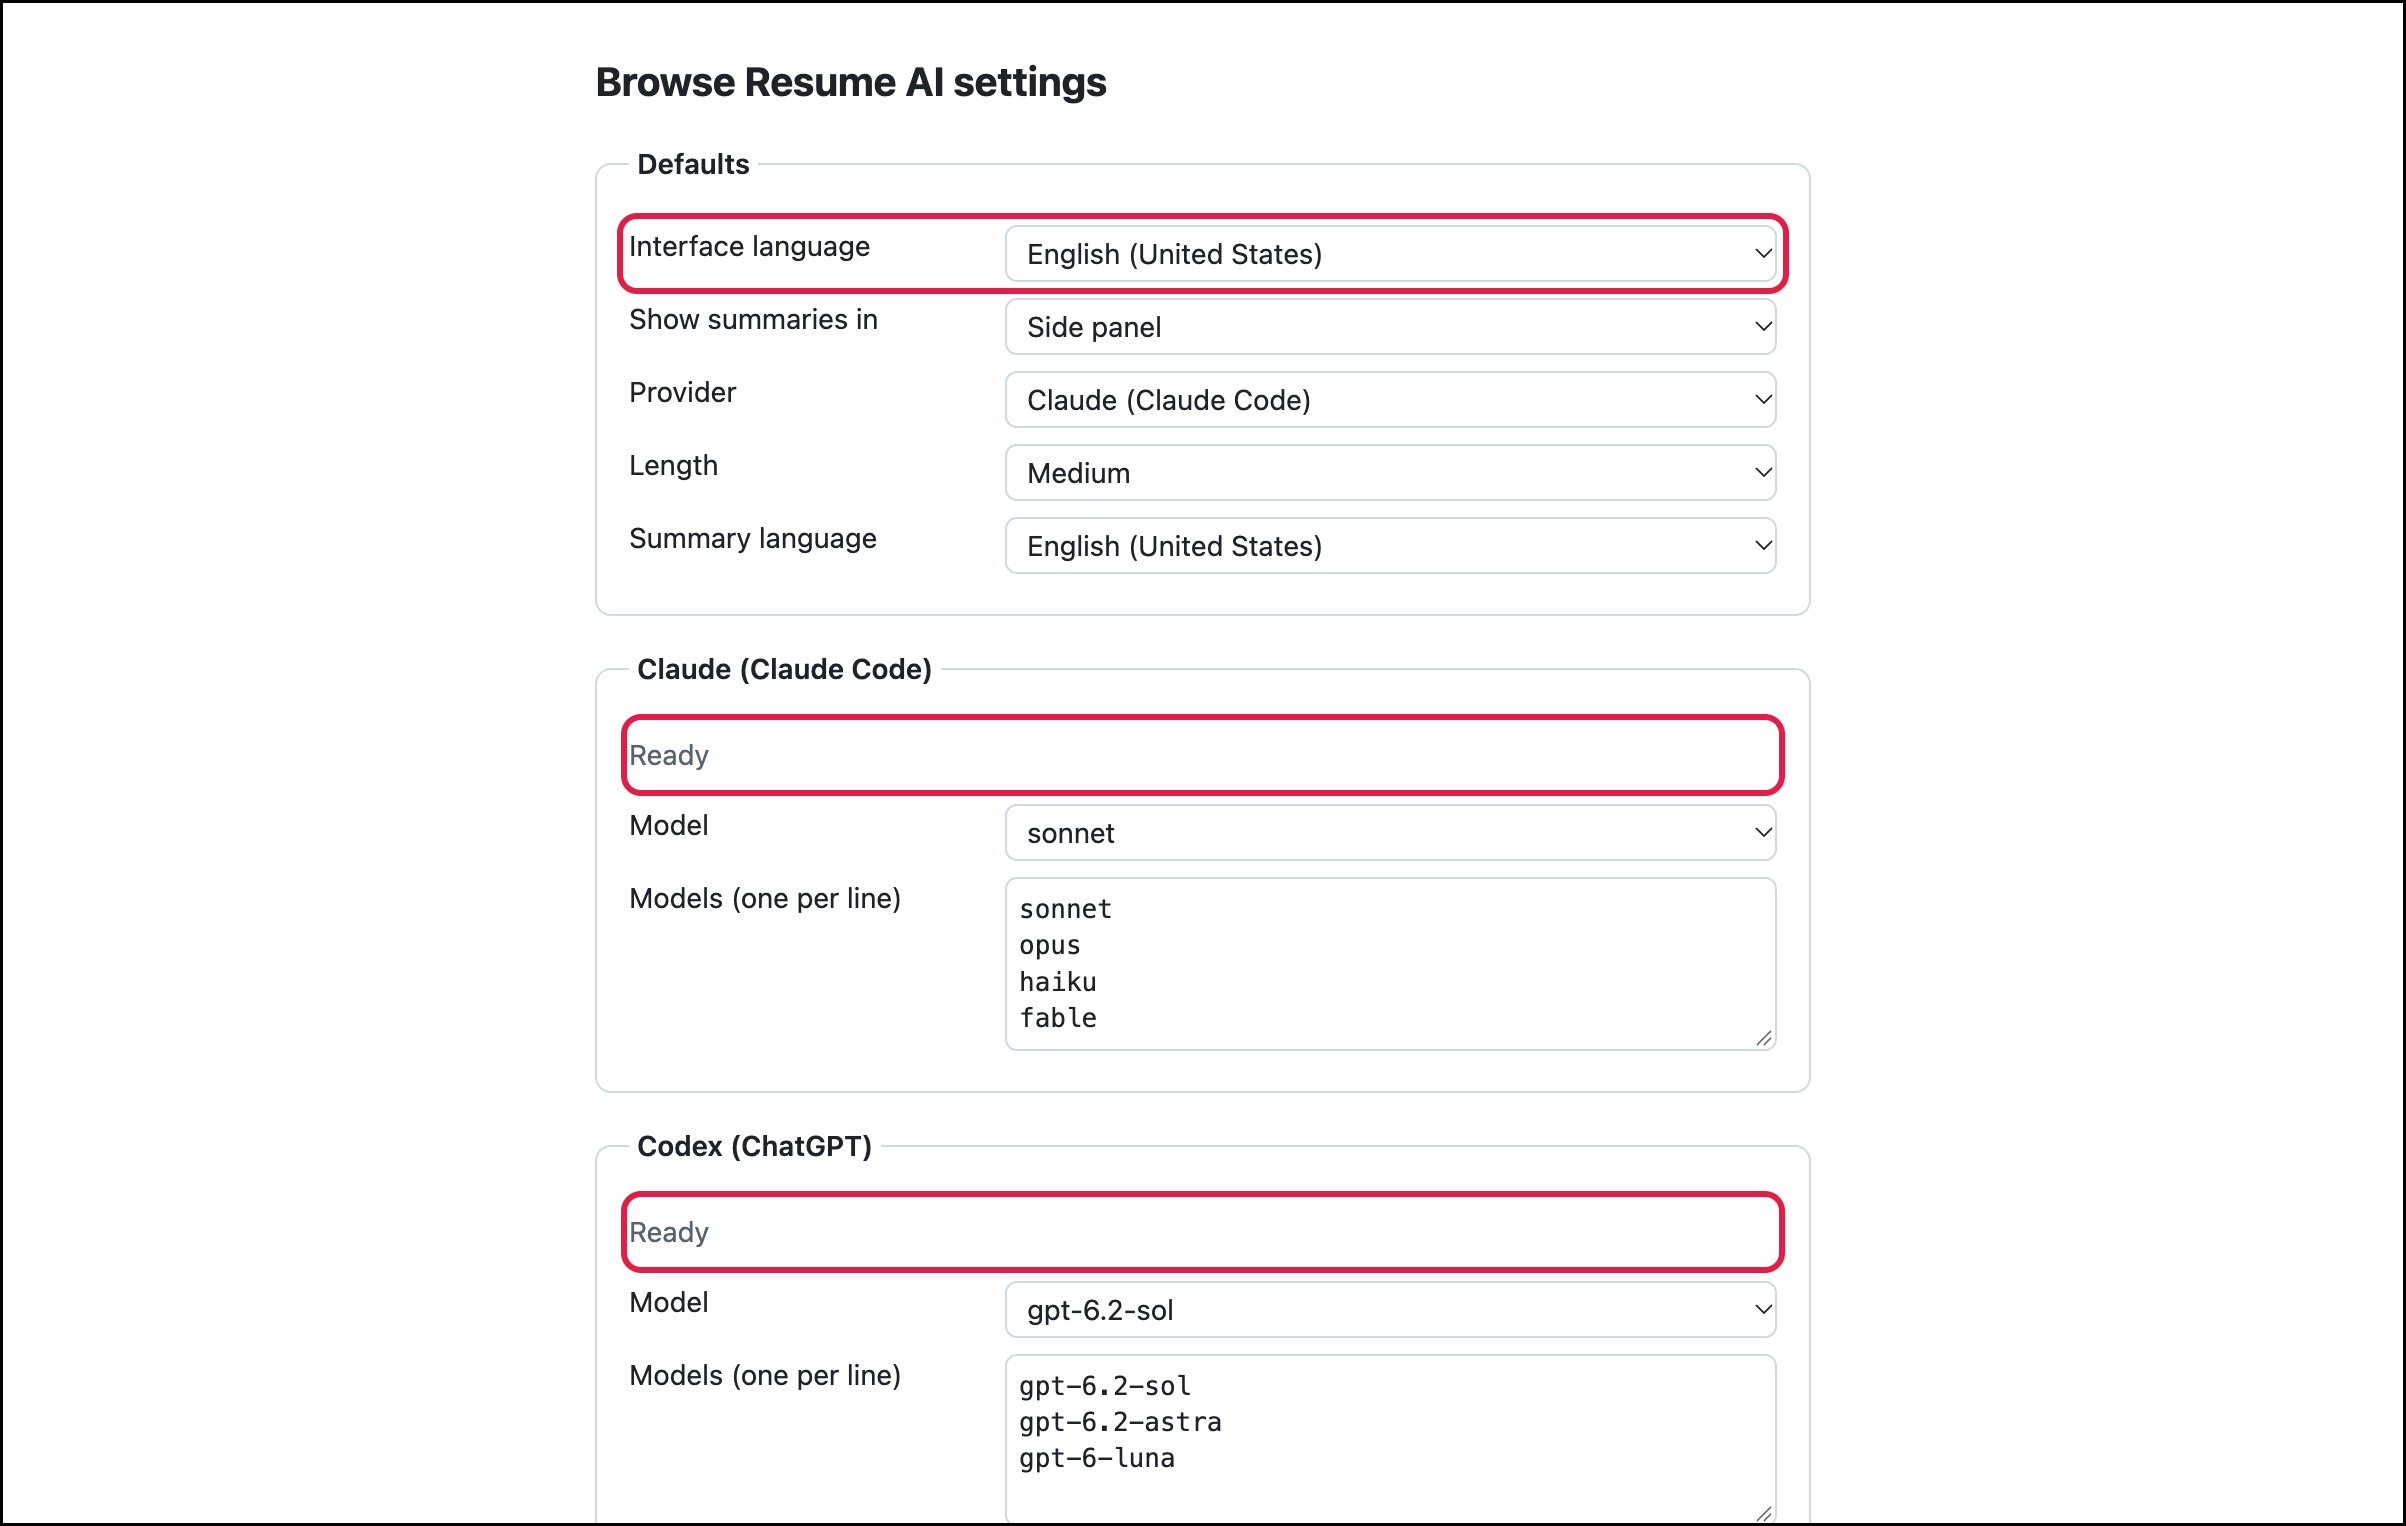 Browse Resume AI settings
Defaults
Interface language
English (United States)
Show summaries in
Side panel
Provider
Claude (Claude Code)
Length
Medium
Summary language
English (United States)
Claude (Claude Code)
Ready
Model
sonnet
Models (one per line)
sonnet
opus
haiku
fable
Codex (ChatGPT)
Ready
Model
gpt-6.2-sol
Models (one per line)
gpt-6.2-sol
gpt-6.2-astra
gpt-6-luna